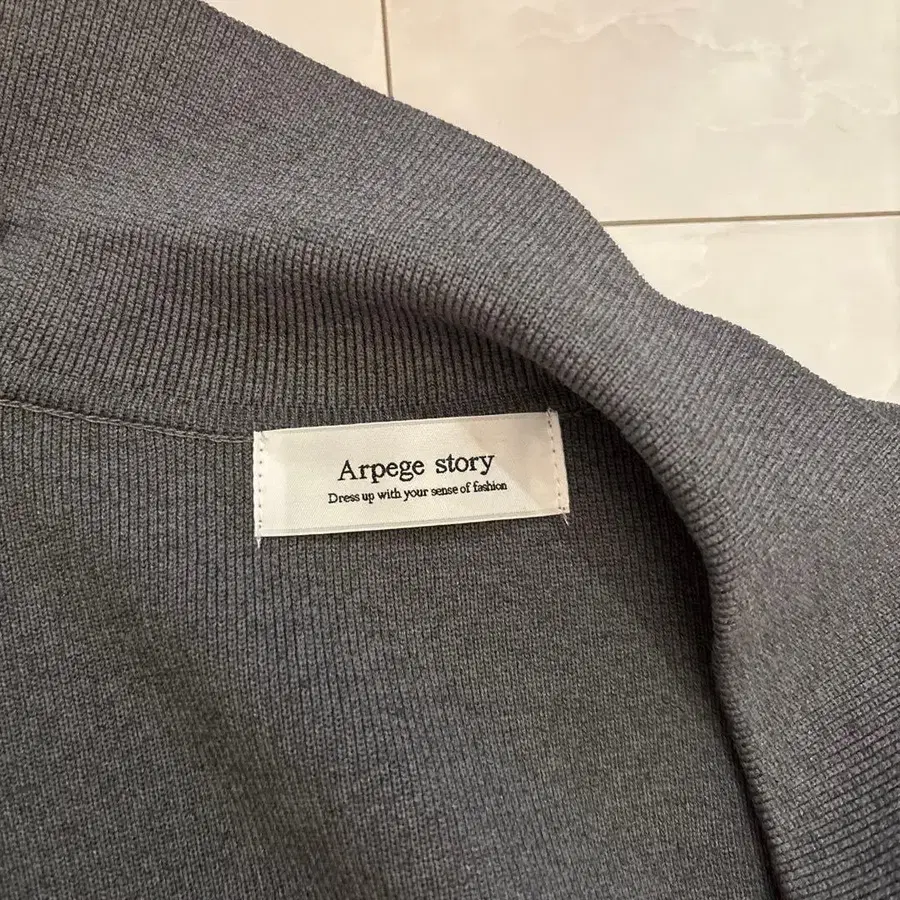 Arpege story
Dress up with your sense of fashion